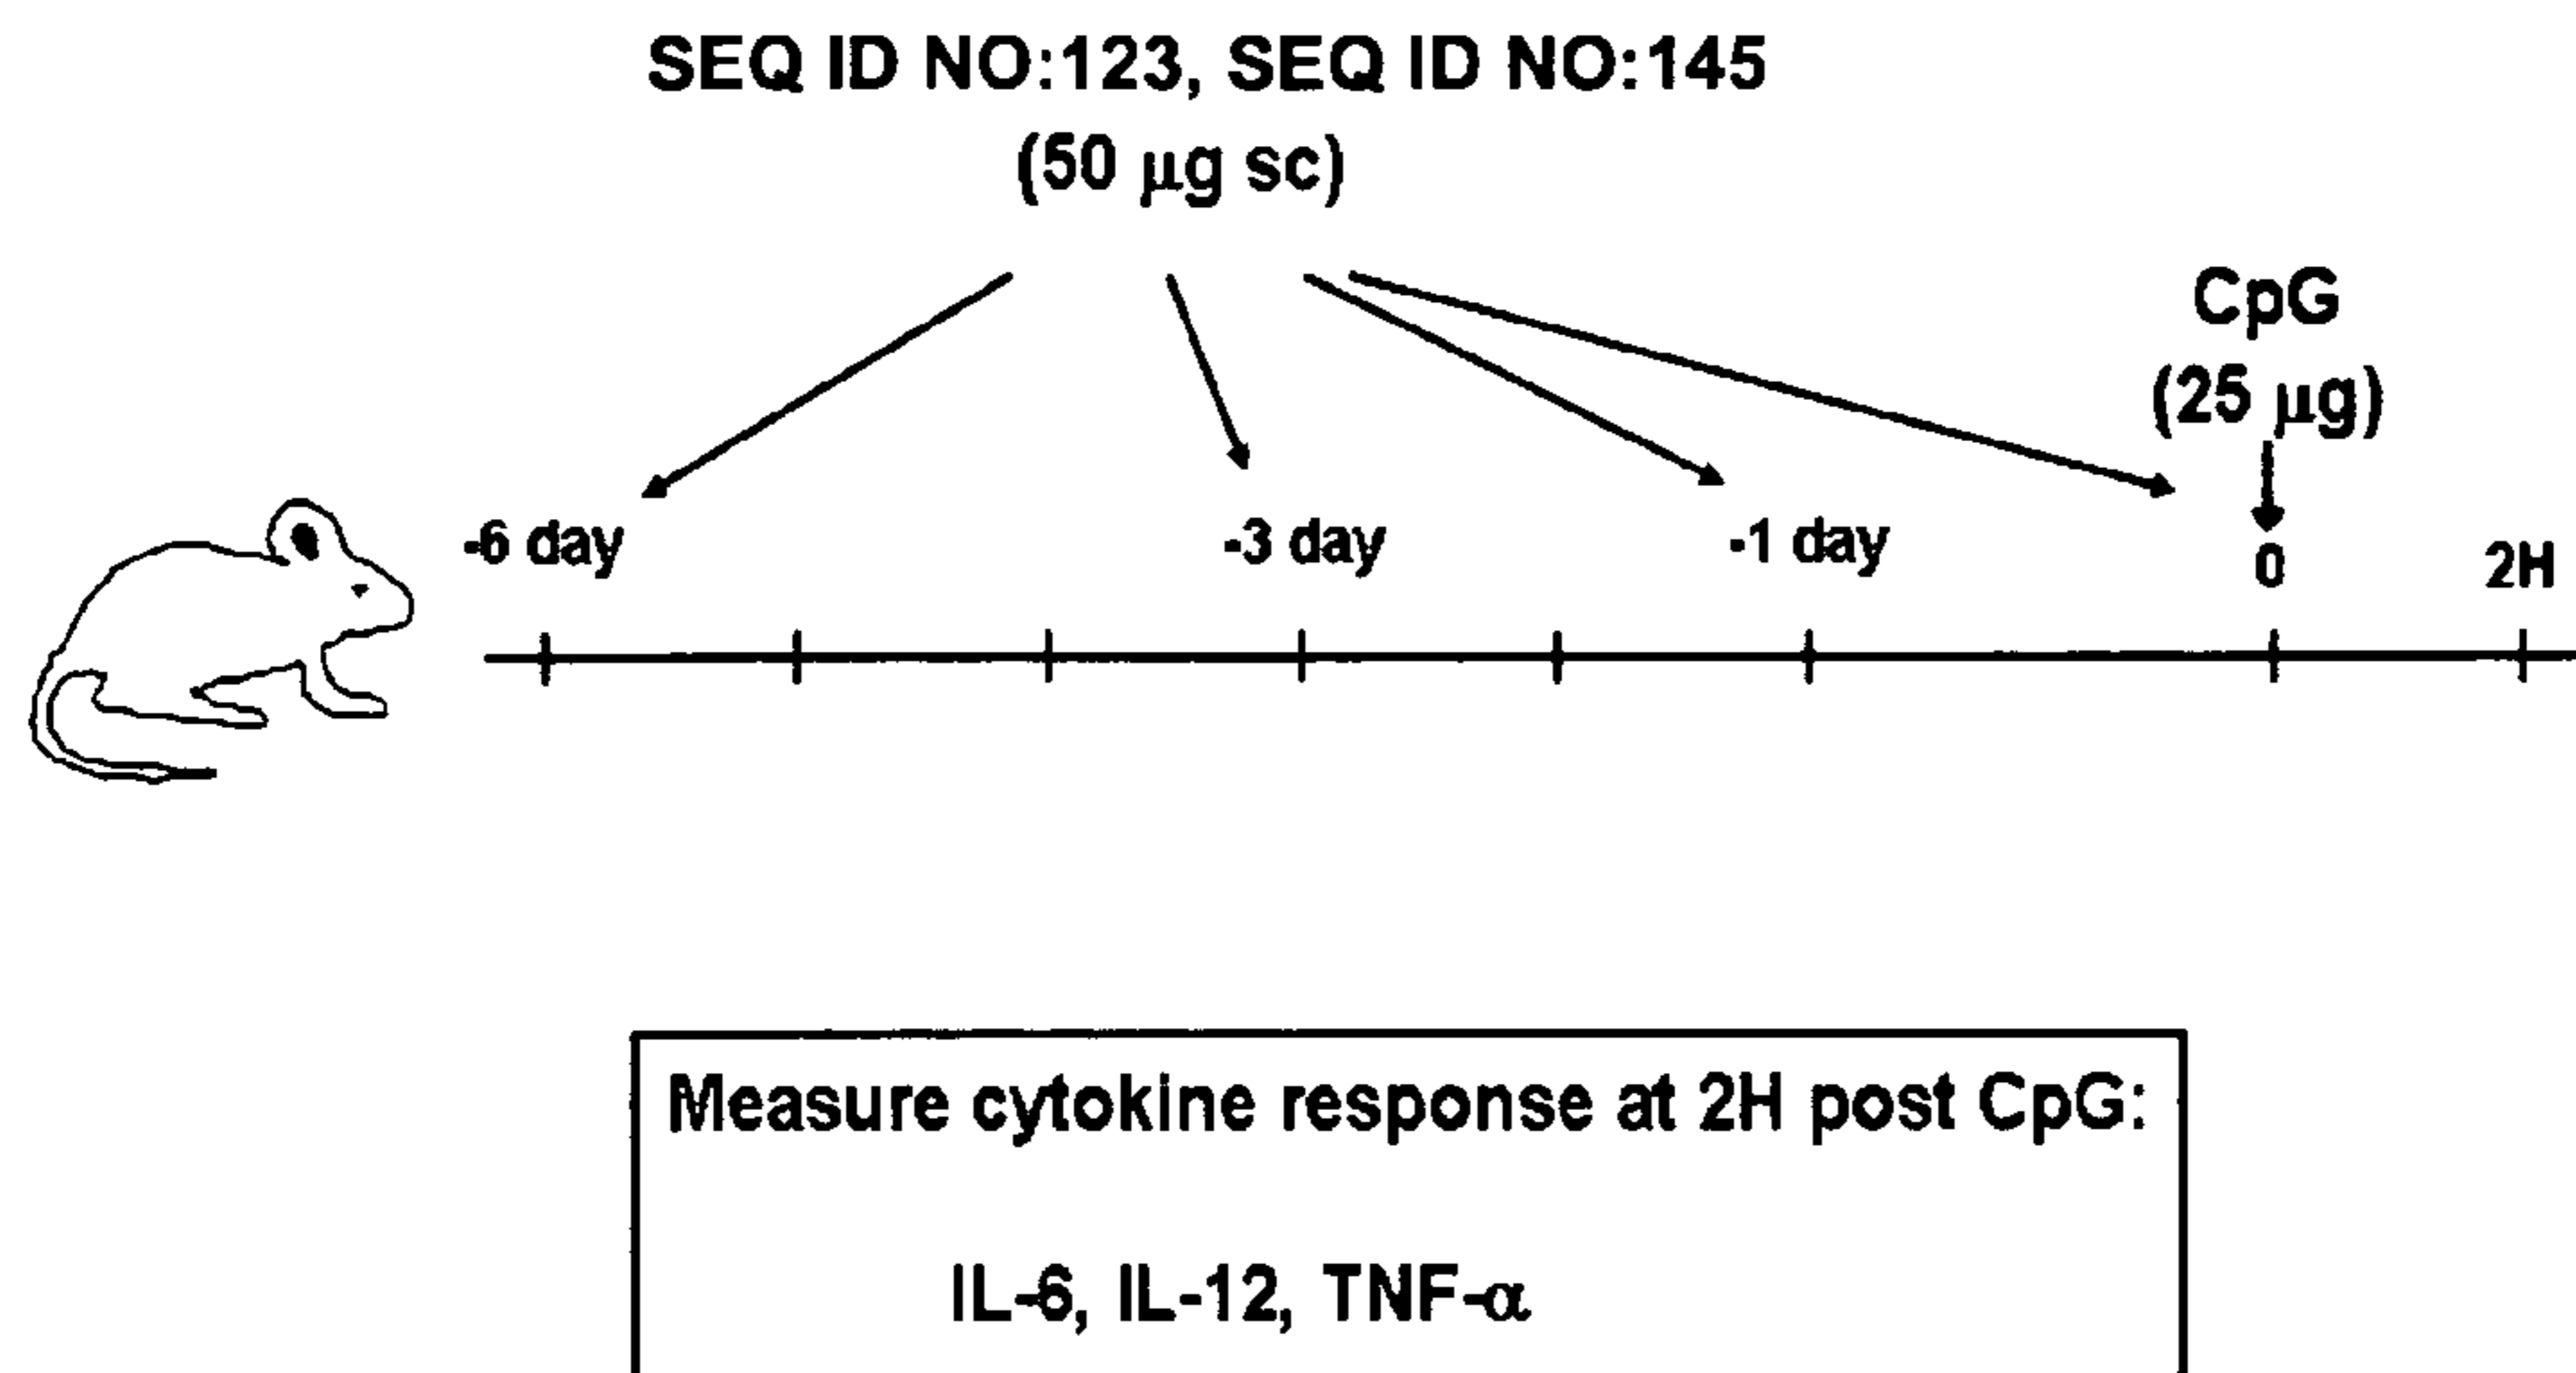 SEQ ID NO:123, SEQ ID NO:145
(50 μg sc)
CpG
(25 μg)
-6 day
-3 day
-1 day
0
2H
Measure cytokine response at 2H post CpG:
IL-6, IL-12, TNF-α